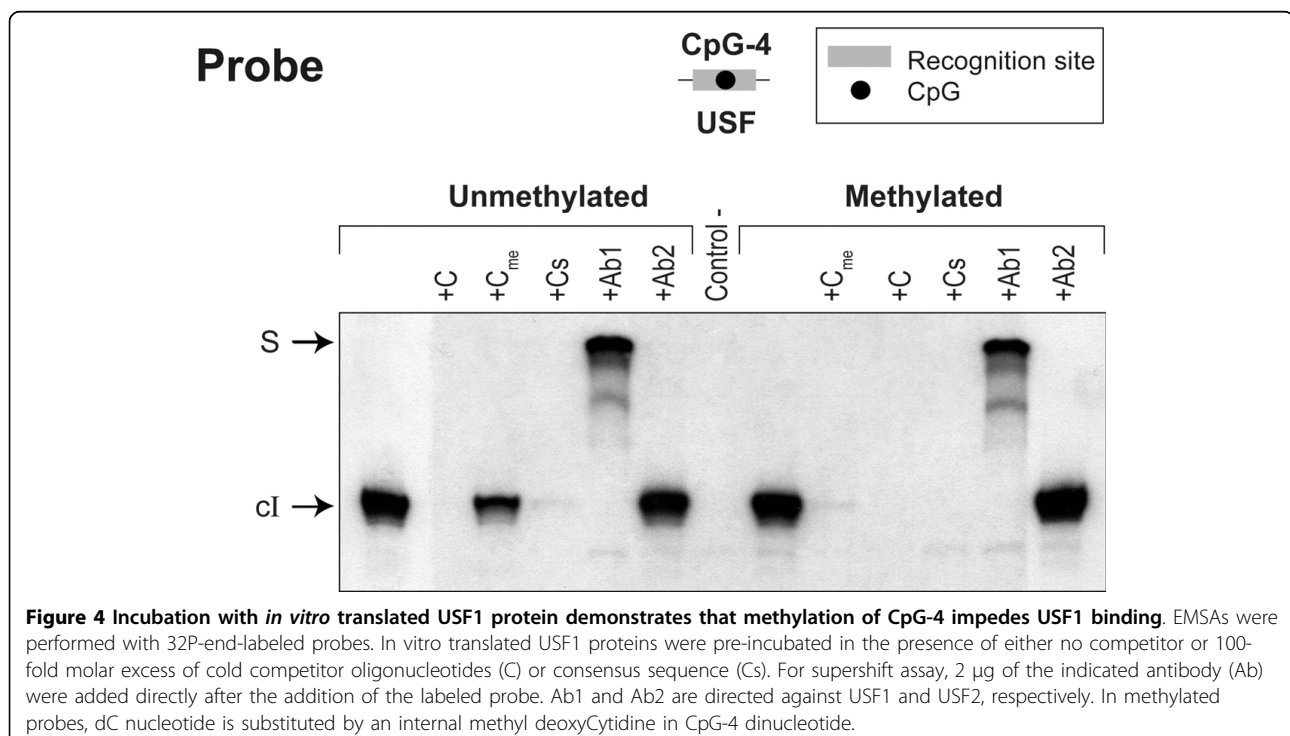 Probe
CpG-4
USF
Recognition site
CpG
Unmethylated
Control -
Methylated
+C
+Cme
+Cs
+Ab1
+Ab2
+Cme
+C
+Cs
+Ab1
+Ab2
S
cI
Figure 4 Incubation with in vitro translated USF1 protein demonstrates that methylation of CpG-4 impedes USF1 binding. EMSAs were
performed with 32P-end-labeled probes. In vitro translated USF1 proteins were pre-incubated in the presence of either no competitor or 100-
fold molar excess of cold competitor oligonucleotides (C) or consensus sequence (Cs). For supershift assay, 2 μg of the indicated antibody (Ab)
were added directly after the addition of the labeled probe. Ab1 and Ab2 are directed against USF1 and USF2, respectively. In methylated
probes, dC nucleotide is substituted by an internal methyl deoxyCytidine in CpG-4 dinucleotide.